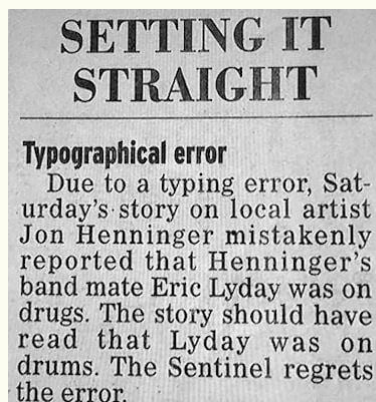 SETTING IT
STRAIGHT
Typographical error
Due to a typing error, Sat-
urday's story on local artist
Jon Henninger mistakenly
reported that Henninger's
band mate Eric Lyday was on
drugs. The story should have
read that Lyday was on
drums. The Sentinel regrets
the error.